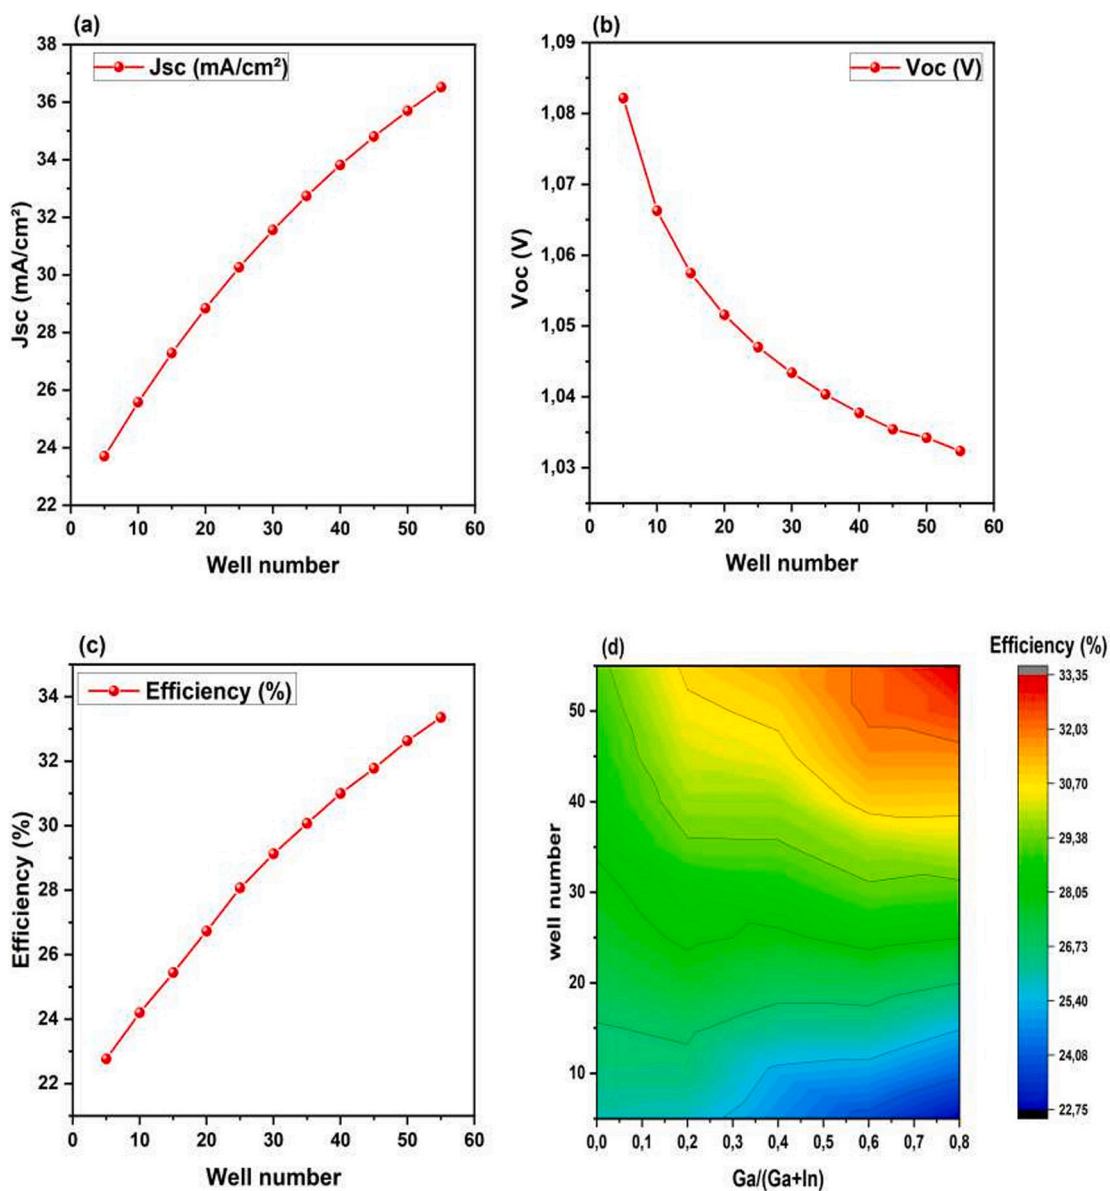 (a)
Jsc (mA/cm²)
Jsc (mA/cm²)
38
36
34
32
30
28
26
24
22
0 10 20 30 40 50 60
Well number
(b)
Voc (V)
Voc (V)
1,09
1,08
1,07
1,06
1,05
1,04
1,03
0 10 20 30 40 50 60
Well number
(c)
Efficiency (%)
Efficiency (%)
34
32
30
28
26
24
22
0 10 20 30 40 50 60
Well number
(d)
Efficiency (%)
well number
50
40
30
20
10
0,0 0,1 0,2 0,3 0,4 0,5 0,6 0,7 0,8
Ga/(Ga+In)
33,35
32,03
30,70
29,38
28,05
26,73
25,40
24,08
22,75